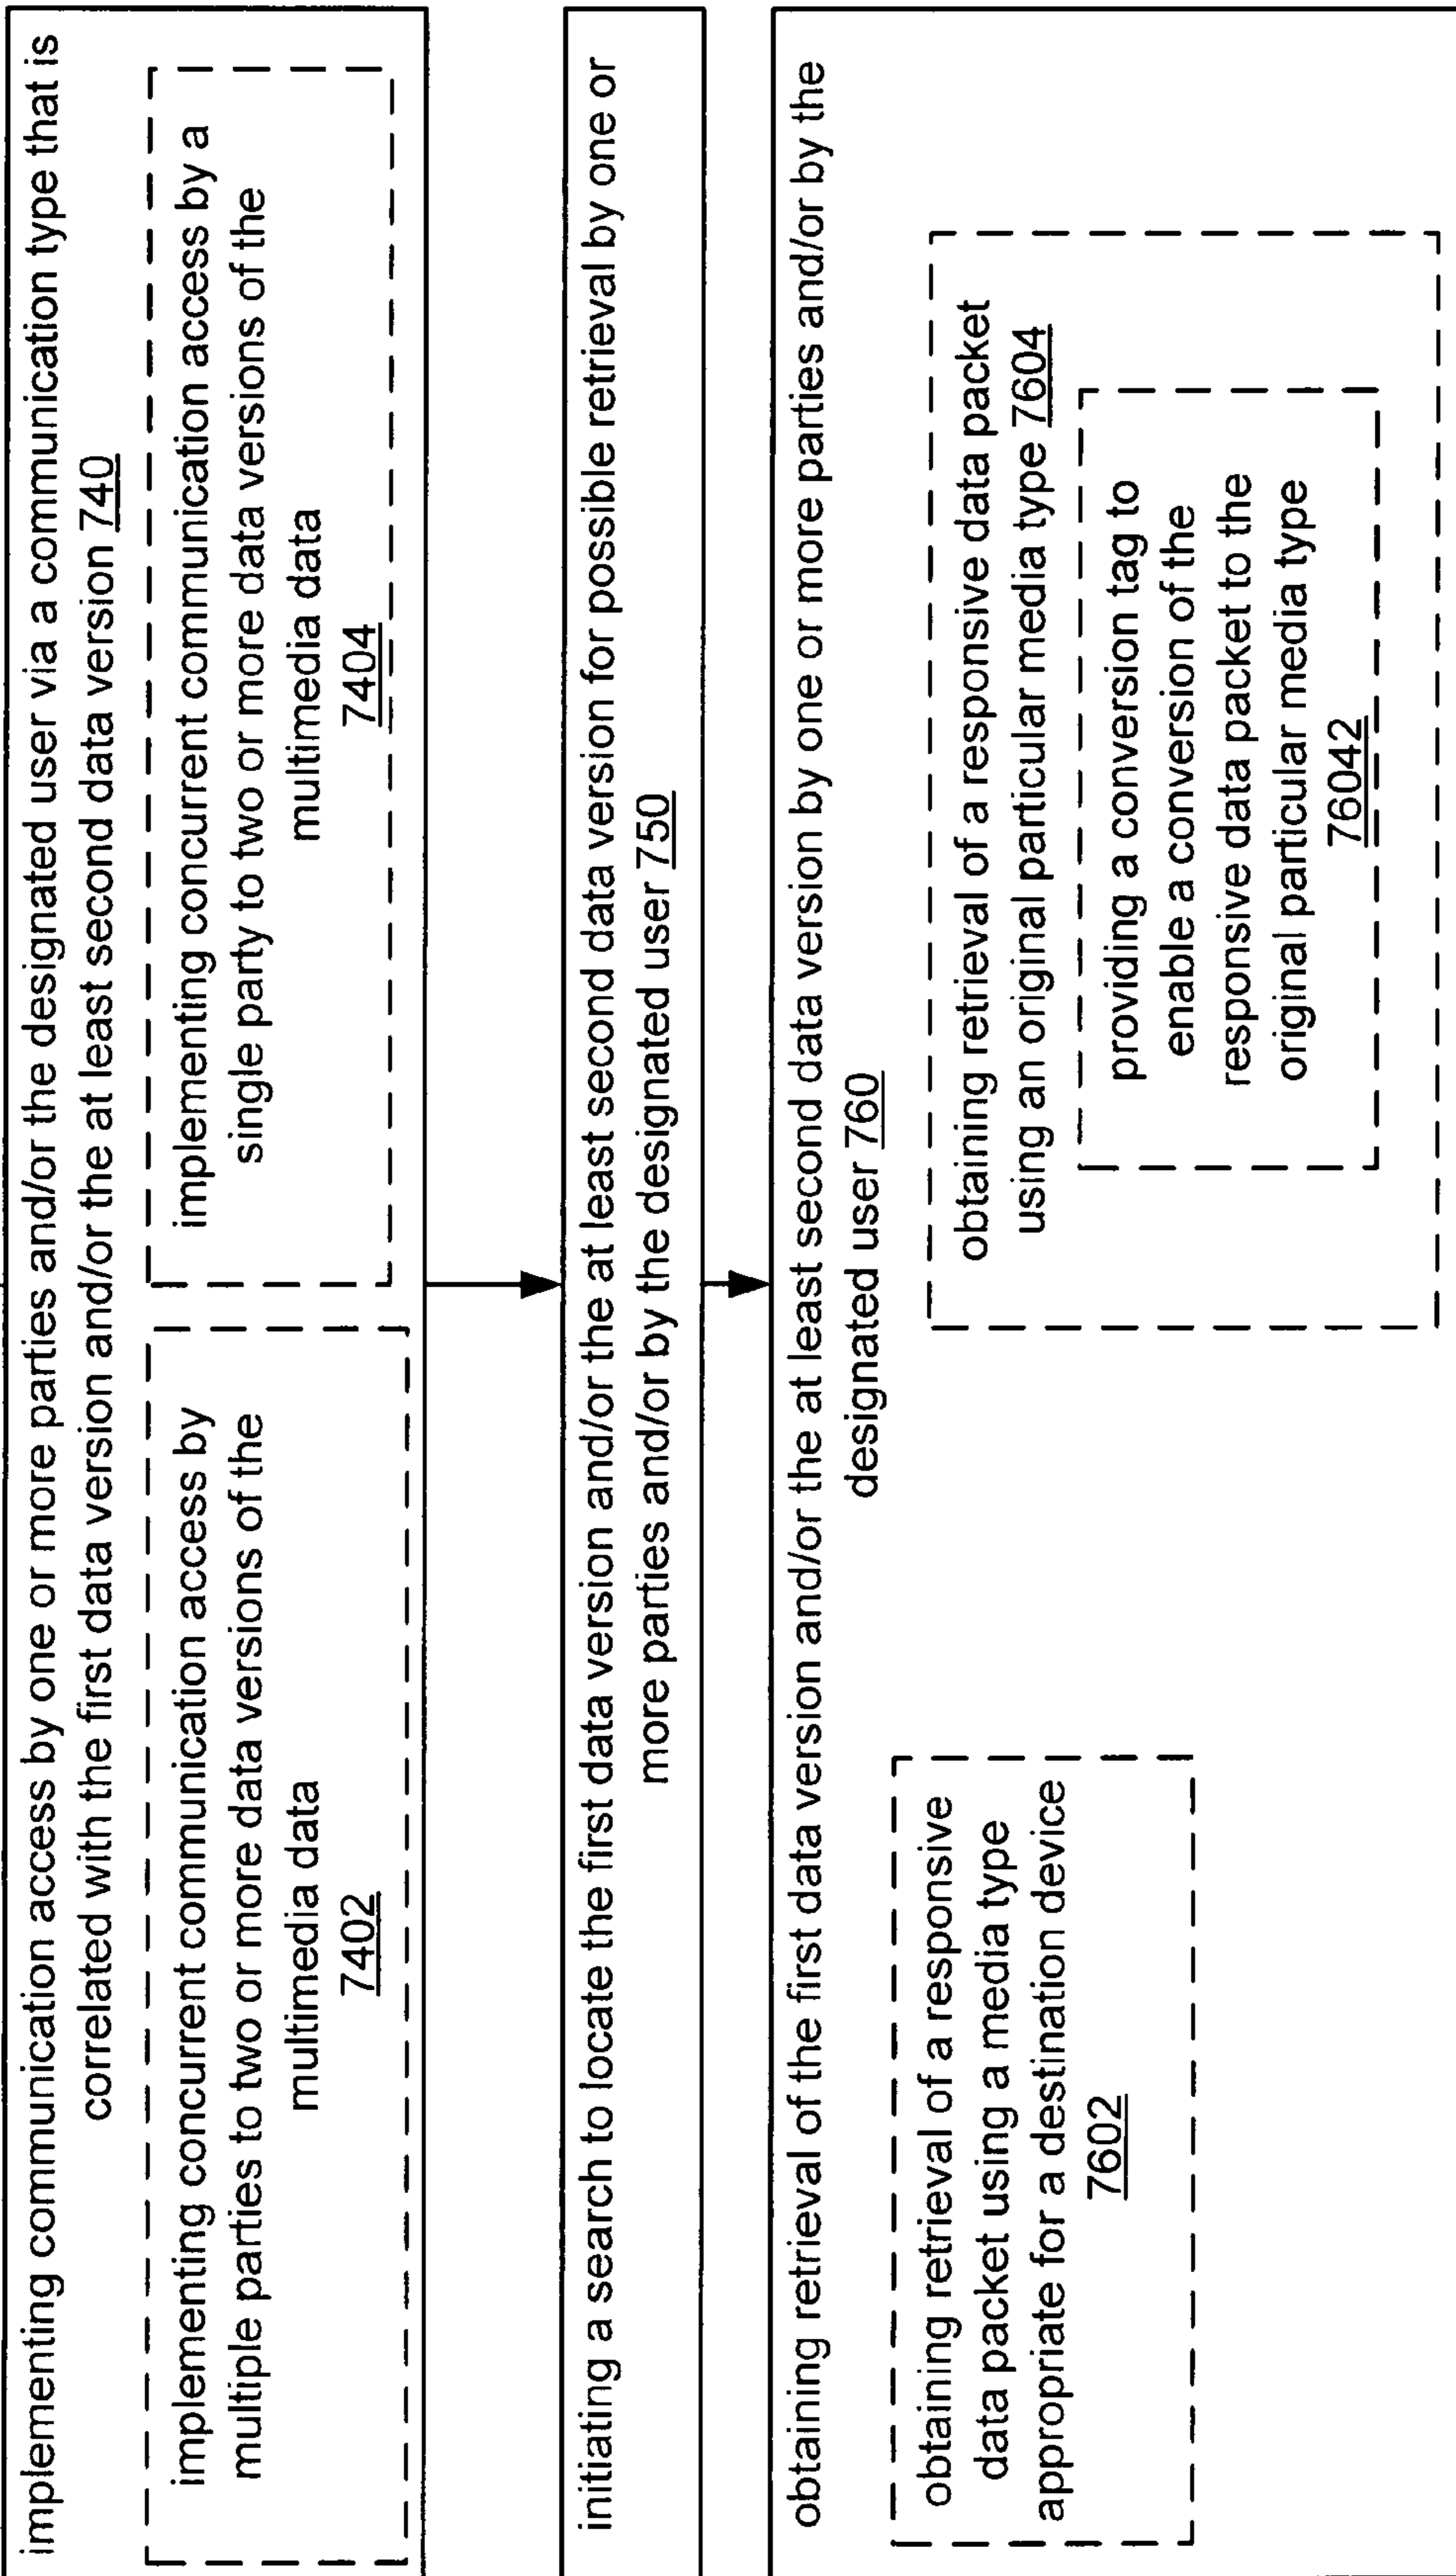 implementing communication access by one or more parties and/or the designated user via a communication type that is
correlated with the first data version and/or the at least second data version 740
implementing concurrent communication access by
multiple parties to two or more data versions of the
multimedia data
7402
implementing concurrent communication access by a
single party to two or more data versions of the
multimedia data
7404
initiating a search to locate the first data version and/or the at least second data version for possible retrieval by one or
more parties and/or by the designated user 750
obtaining retrieval of the first data version and/or the at least second data version by one or more parties and/or by the
designated user 760
obtaining retrieval of a responsive
data packet using a media type
appropriate for a destination device
7602
obtaining retrieval of a responsive data packet
using an original particular media type 7604
providing a conversion tag to
enable a conversion of the
responsive data packet to the
original particular media type
76042